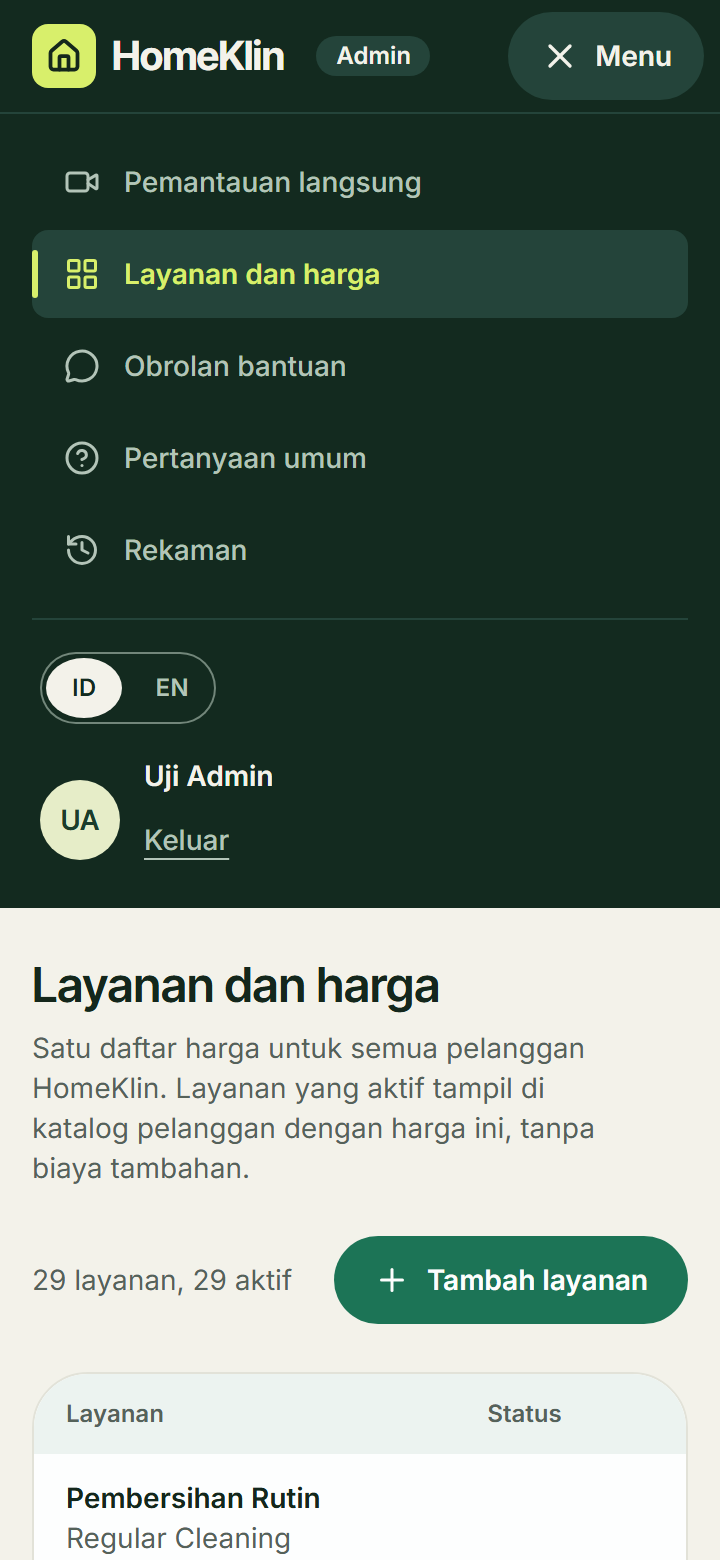 HomeKlin
Admin
Menu
Pemantauan langsung
Layanan dan harga
Obrolan bantuan
Pertanyaan umum
Rekaman
ID
EN
Uji Admin
UA
Keluar
Layanan dan harga
Satu daftar harga untuk semua pelanggan
HomeKlin. Layanan yang aktif tampil di
katalog pelanggan dengan harga ini, tanpa
biaya tambahan.
29 layanan, 29 aktif
Tambah layanan
Layanan
Status
Pembersihan Rutin
Regular Cleaning